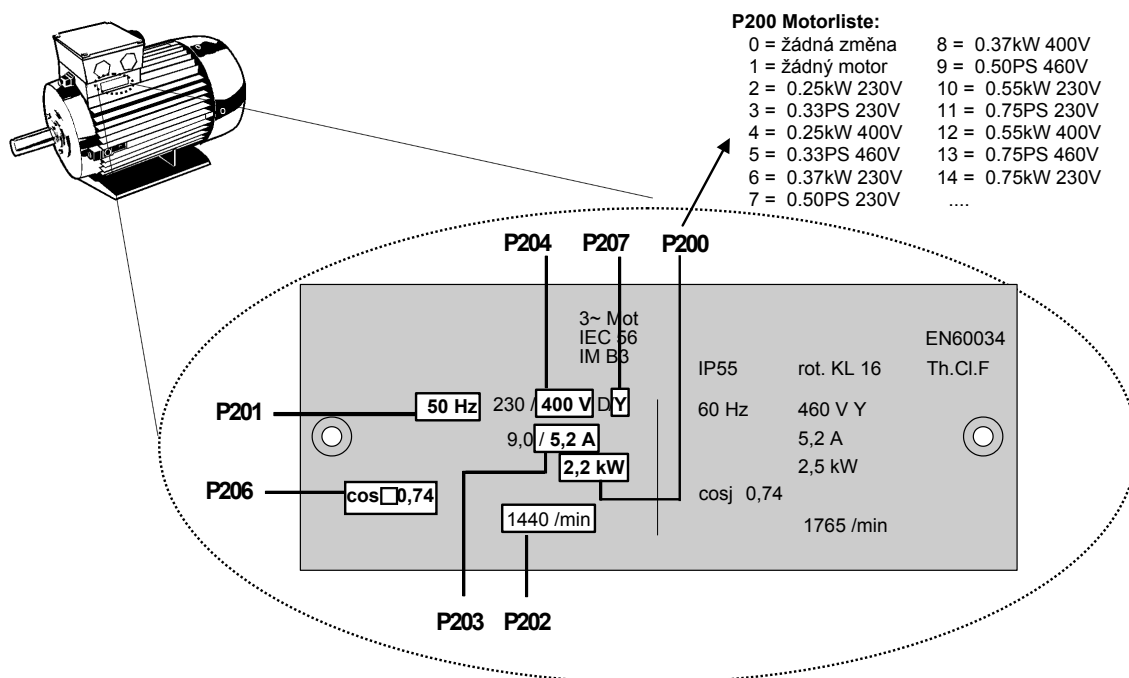 P200 Motorliste:
0 = žádná změna
1 = žádný motor
2 = 0.25kW 230V
3 = 0.33PS 230V
4 = 0.25kW 400V
5 = 0.33PS 460V
6 = 0.37kW 230V
7 = 0.50PS 230V
8 = 0.37kW 400V
9 = 0.50PS 460V
10 = 0.55kW 230V
11 = 0.75PS 230V
12 = 0.55kW 400V
13 = 0.75PS 460V
14 = 0.75kW 230V
....
P204 P207 P200
3~ Mot
IEC 56
IM B3
EN60034
IP55 rot. KL 16 Th.Cl.F
P201
50 Hz 230 / 400 V D/Y
60 Hz 460 V Y
9,0 / 5,2 A
5,2 A
2,2 kW
2,5 kW
P206
cos□0,74
cosj 0,74
1440 /min
1765 /min
P203 P202